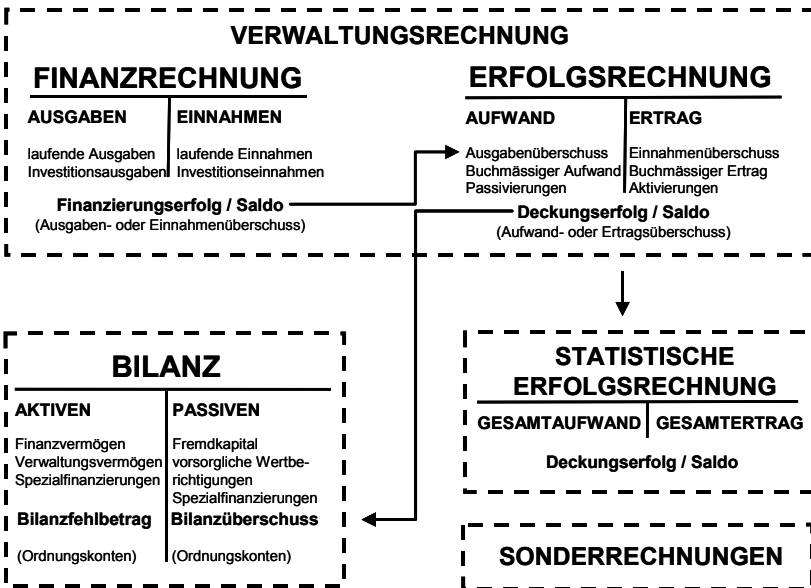 VERWALTUNGSRECHNUNG
FINANZRECHNUNG
AUSGABEN
laufende Ausgaben
Investitionsausgaben
EINNAHMEN
laufende Einnahmen
Investitionseinnahmen
Finanzierungserfolg / Saldo
(Ausgaben- oder Einnahmenüberschuss)
ERFOLGSRECHNUNG
AUFWAND
Ausgabenüberschuss
Buchmässiger Aufwand
Passivierungen
ERTRAG
Einnahmenüberschuss
Buchmässiger Ertrag
Aktivierungen
Deckungserfolg / Saldo
(Aufwand- oder Ertragsüberschuss)
BILANZ
AKTIVEN
Finanzvermögen
Verwaltungsvermögen
Spezialfinanzierungen
Bilanzfehlbetrag
(Ordnungskonten)
PASSIVEN
Fremdkapital
vorsorgliche Wertbe-
richtigungen
Spezialfinanzierungen
Bilanzüberschuss
(Ordnungskonten)
STATISTISCHE
ERFOLGSRECHNUNG
GESAMTAUFWAND
GESAMTERTRAG
Deckungserfolg / Saldo
SONDERRECHNUNGEN